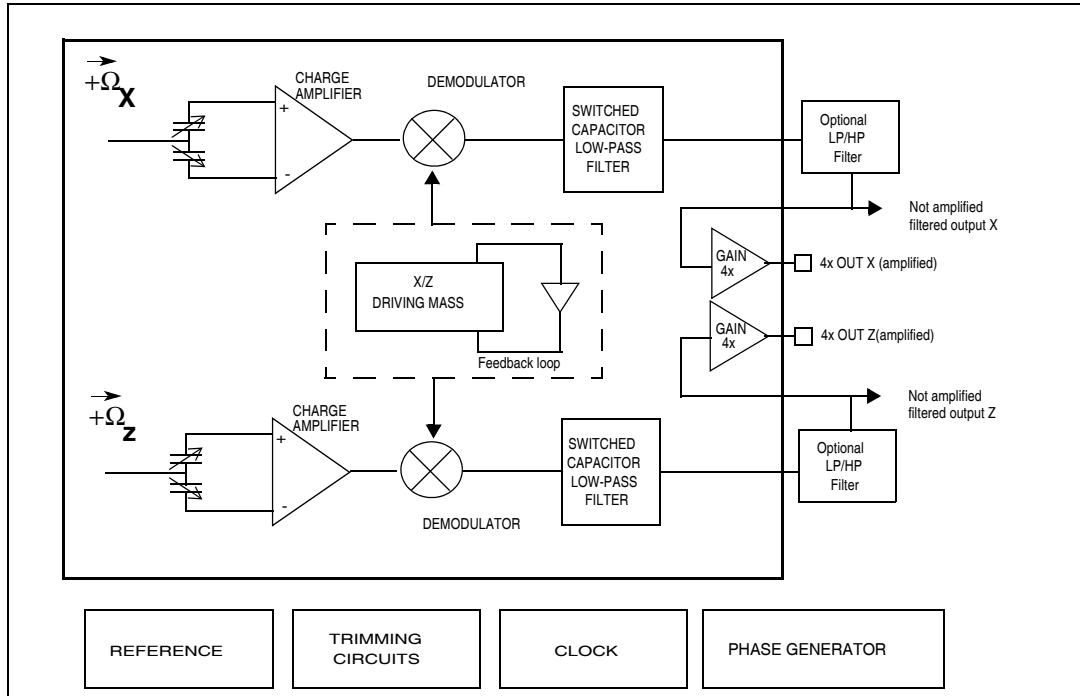 +Ω X
CHARGE
AMPLIFIER
+
-
DEMODULATOR
SWITCHED
CAPACITOR
LOW-PASS
FILTER
Optional
LP/HP
Filter
Not amplified
filtered output X
GAIN
4x
4x OUT X (amplified)
X/Z
DRIVING MASS
Feedback loop
GAIN
4x
4x OUT Z(amplified)
Not amplified
filtered output Z
+Ω z
CHARGE
AMPLIFIER
+
-
DEMODULATOR
SWITCHED
CAPACITOR
LOW-PASS
FILTER
Optional
LP/HP
Filter
REFERENCE
TRIMMING
CIRCUITS
CLOCK
PHASE GENERATOR